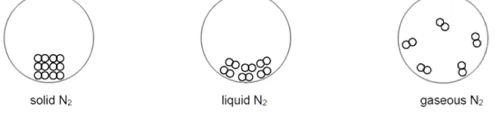 solid N₂
liquid N₂
gaseous N₂